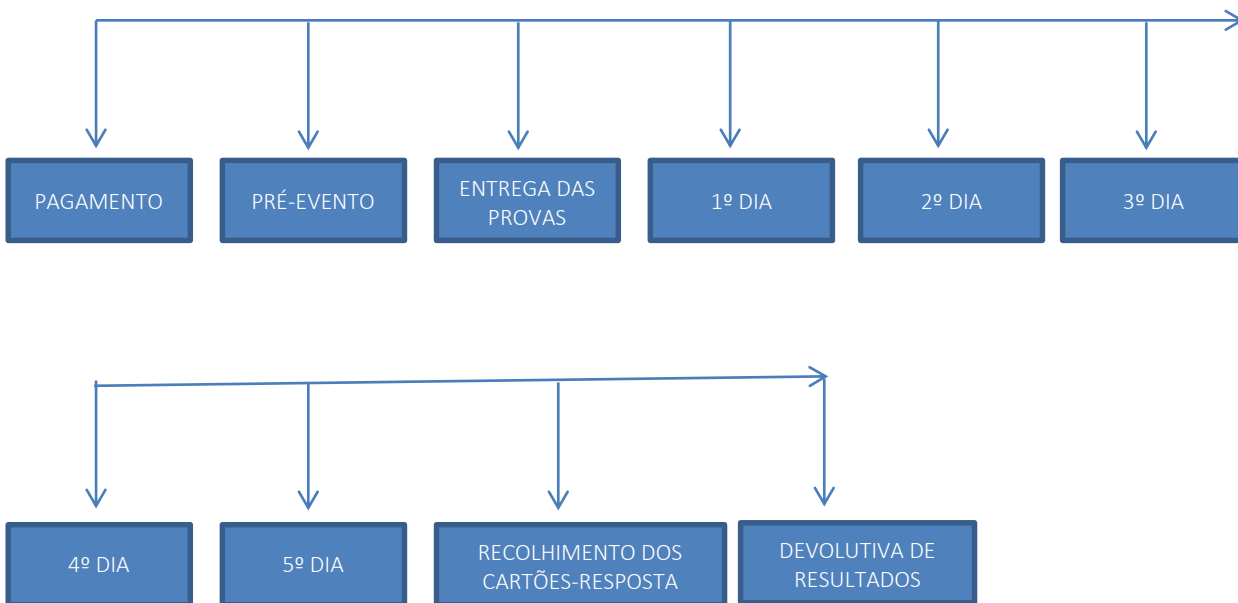 PAGAMENTO
PRÉ-EVENTO
ENTREGA DAS
PROVAS
1º DIA
2º DIA
3º DIA
4º DIA
5º DIA
RECOLHIMENTO DOS
CARTÕES-RESPOSTA
DEVOLUTIVA DE
RESULTADOS